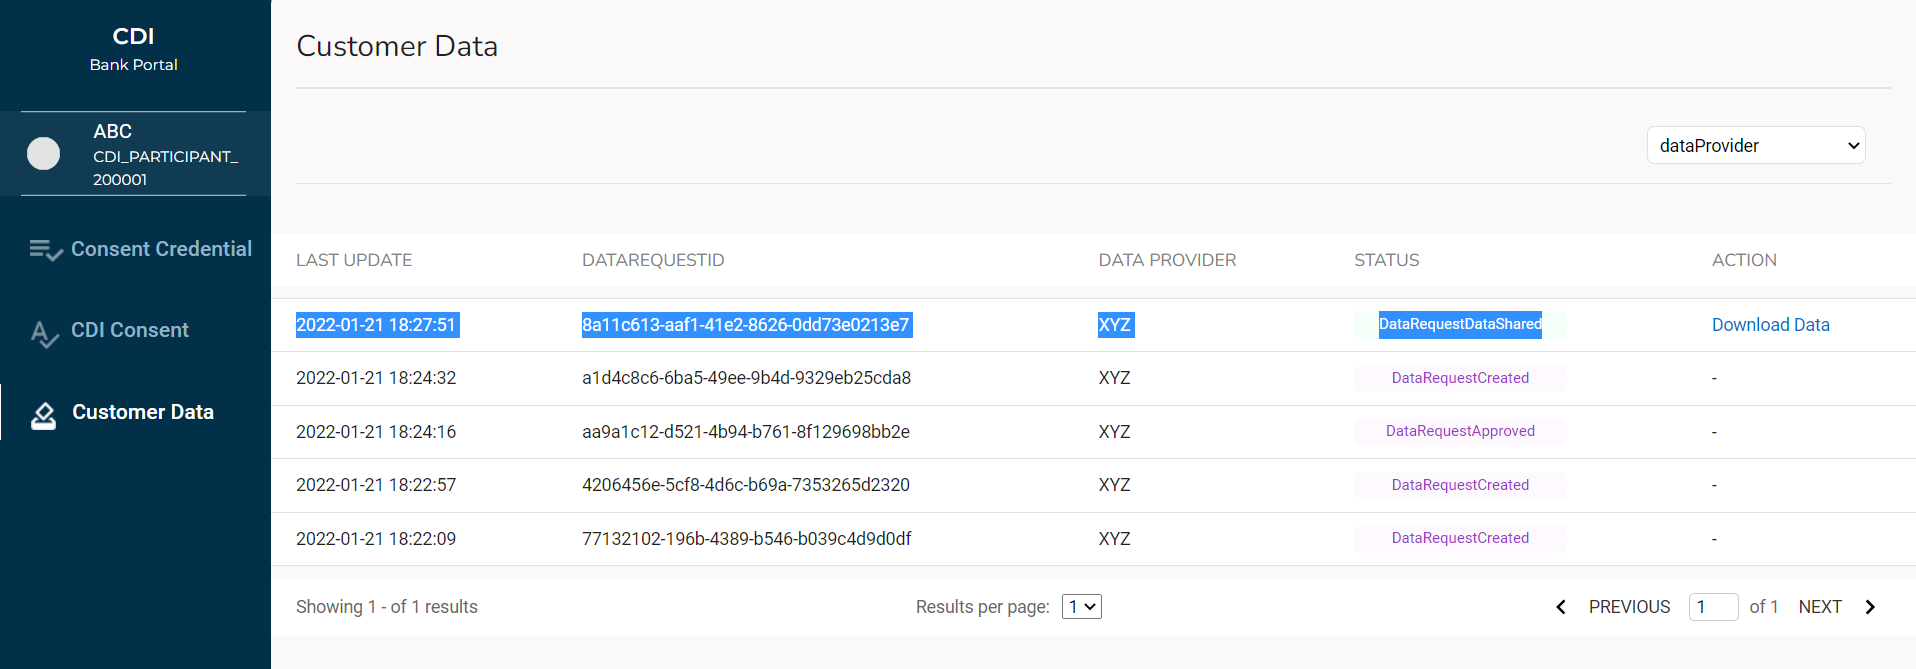 CDI
Bank Portal
ABC
CDI_PARTICIPANT_
200001
Consent Credential
CDI Consent
Customer Data
Customer Data
dataProvider
LAST UPDATE DATAREQUESTID DATA PROVIDER STATUS ACTION
2022-01-21 18:27:51 8a11c613-aaf1-41e2-8626-0dd73e0213e7 XYZ DataRequestDataShared Download Data
2022-01-21 18:24:32 a1d4c8c6-6ba5-49ee-9b4d-9329eb25cda8 XYZ DataRequestCreated -
2022-01-21 18:24:16 aa9a1c12-d521-4b94-b761-8f129698bb2e XYZ DataRequestApproved -
2022-01-21 18:22:57 4206456e-5cf8-4d6c-b69a-7353265d2320 XYZ DataRequestCreated -
2022-01-21 18:22:09 77132102-196b-4389-b546-b039c4d9d0df XYZ DataRequestCreated -
Showing 1 - of 1 results Results per page: 1 PREVIOUS 1 of 1 NEXT